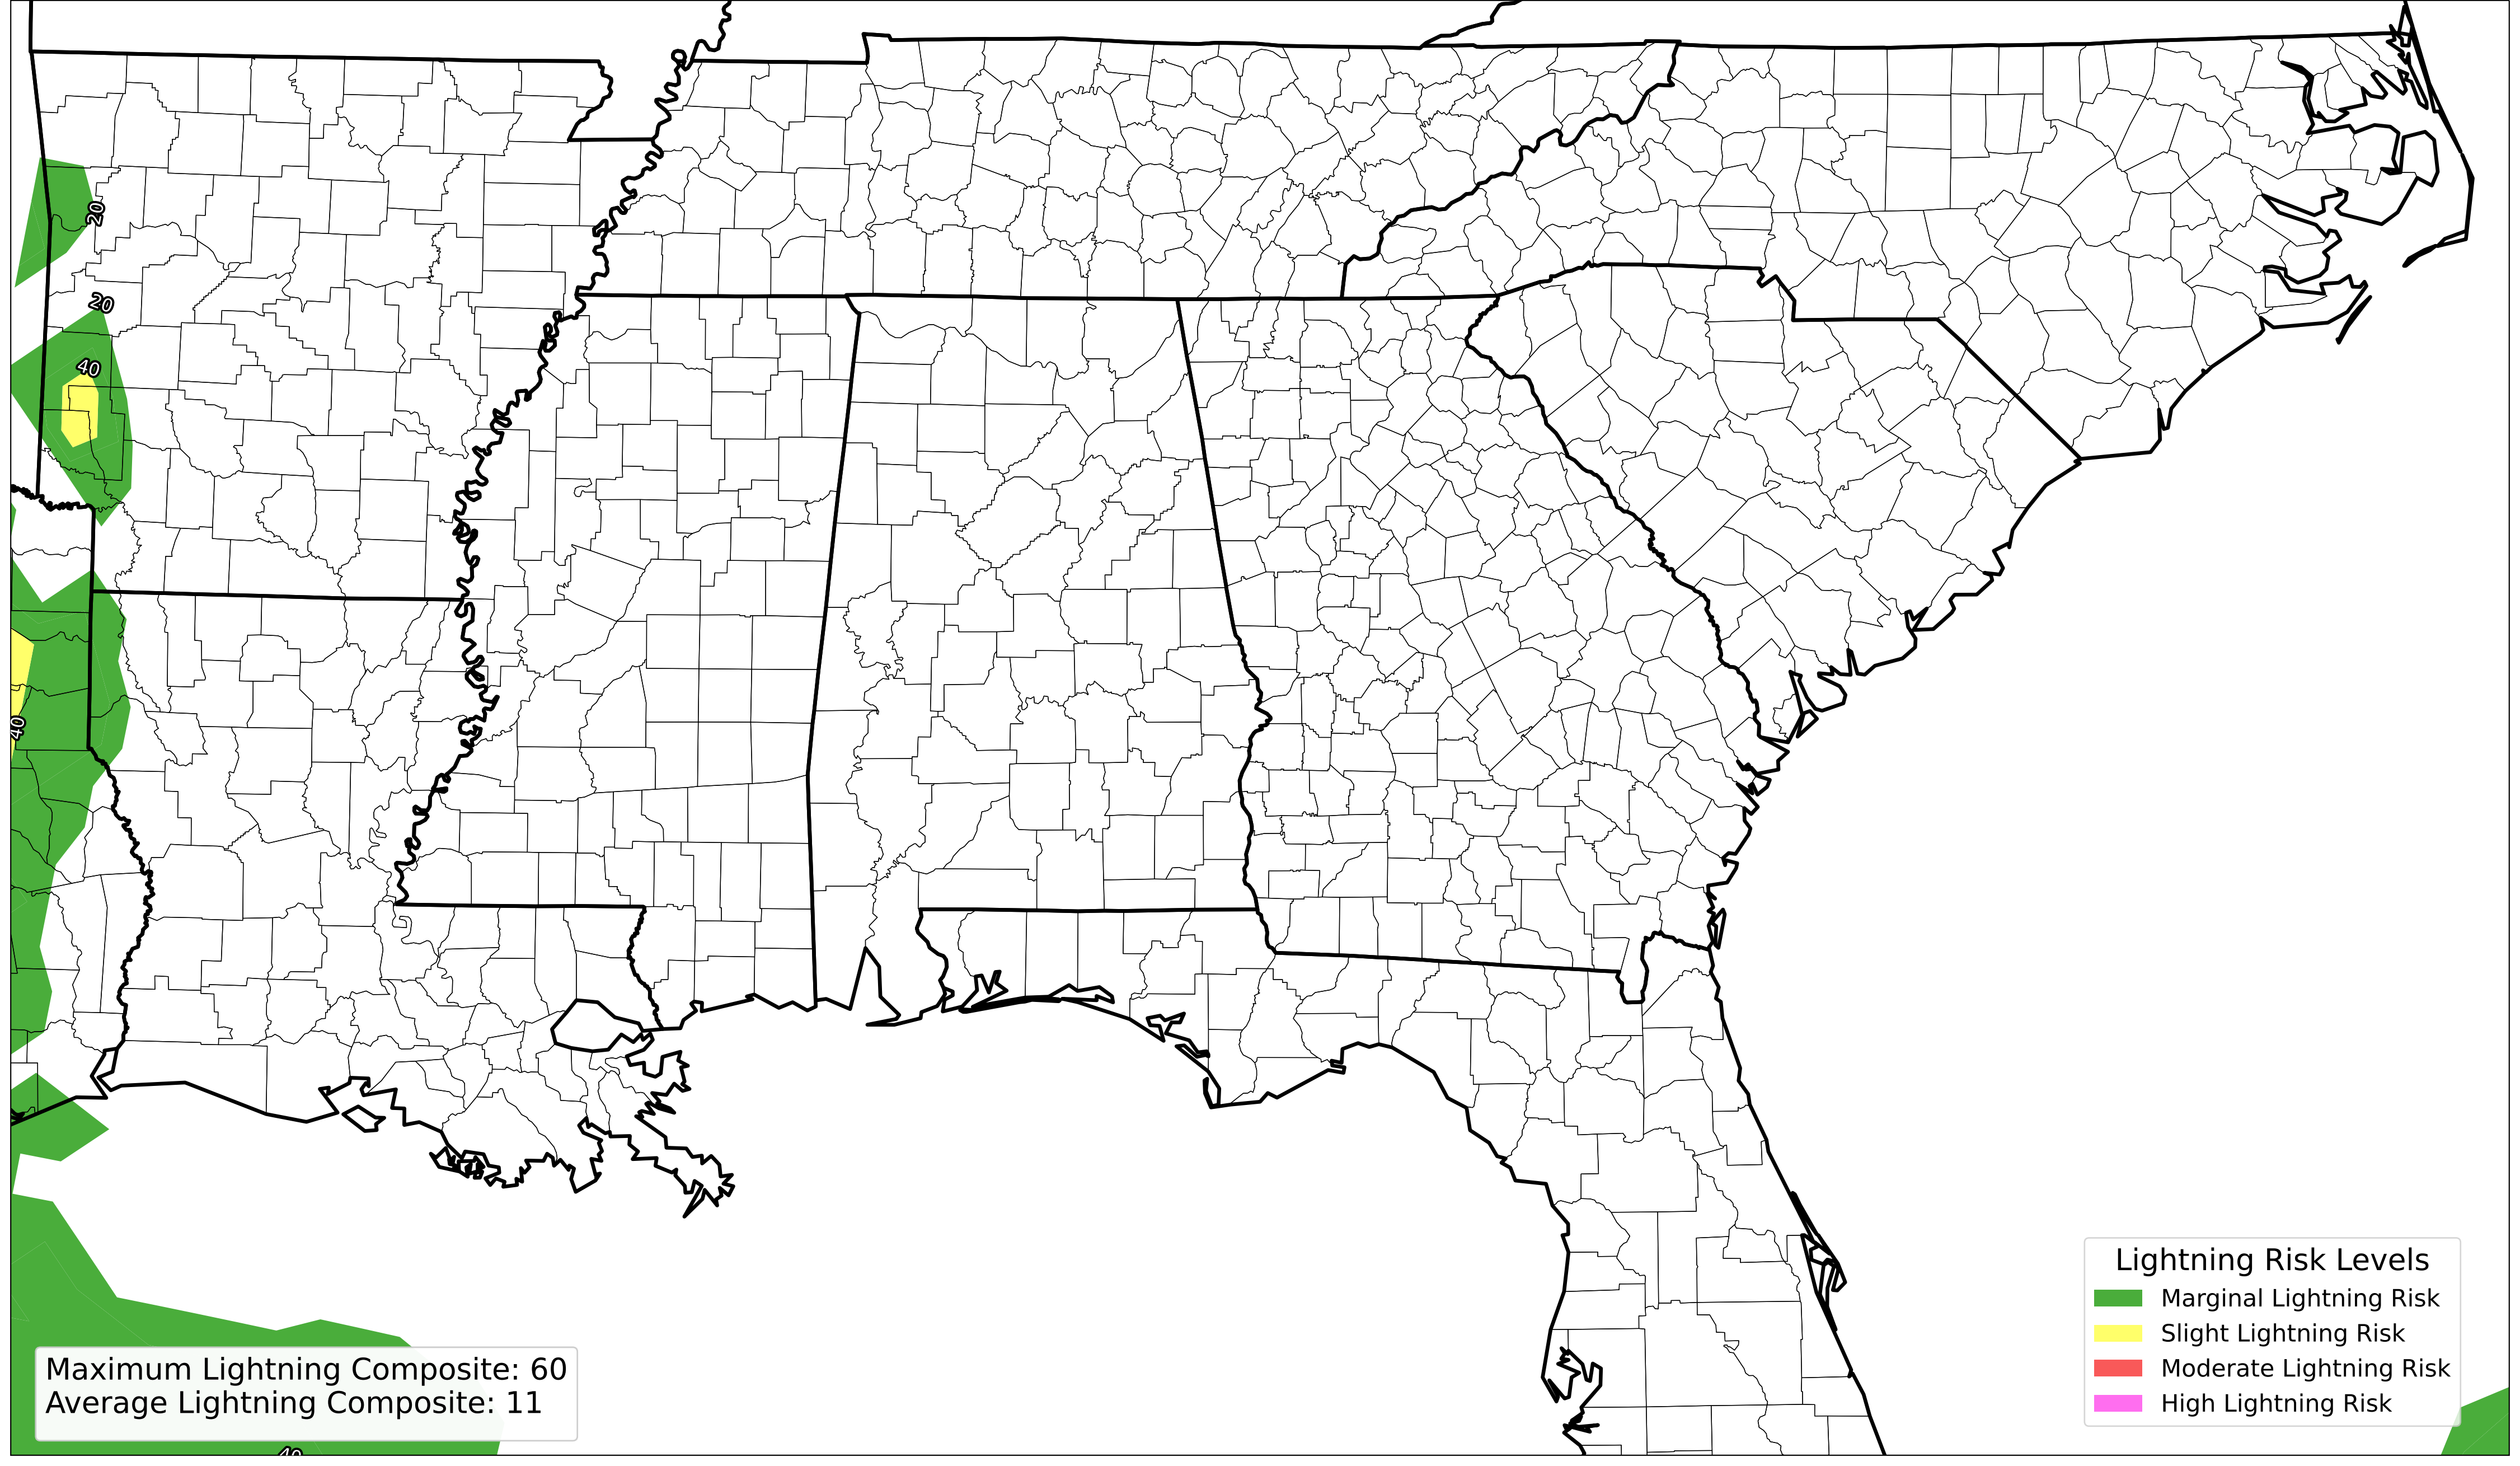 20
20
40
40
Maximum Lightning Composite: 60
Average Lightning Composite: 11
40
Lightning Risk Levels
Marginal Lightning Risk
Slight Lightning Risk
Moderate Lightning Risk
High Lightning Risk